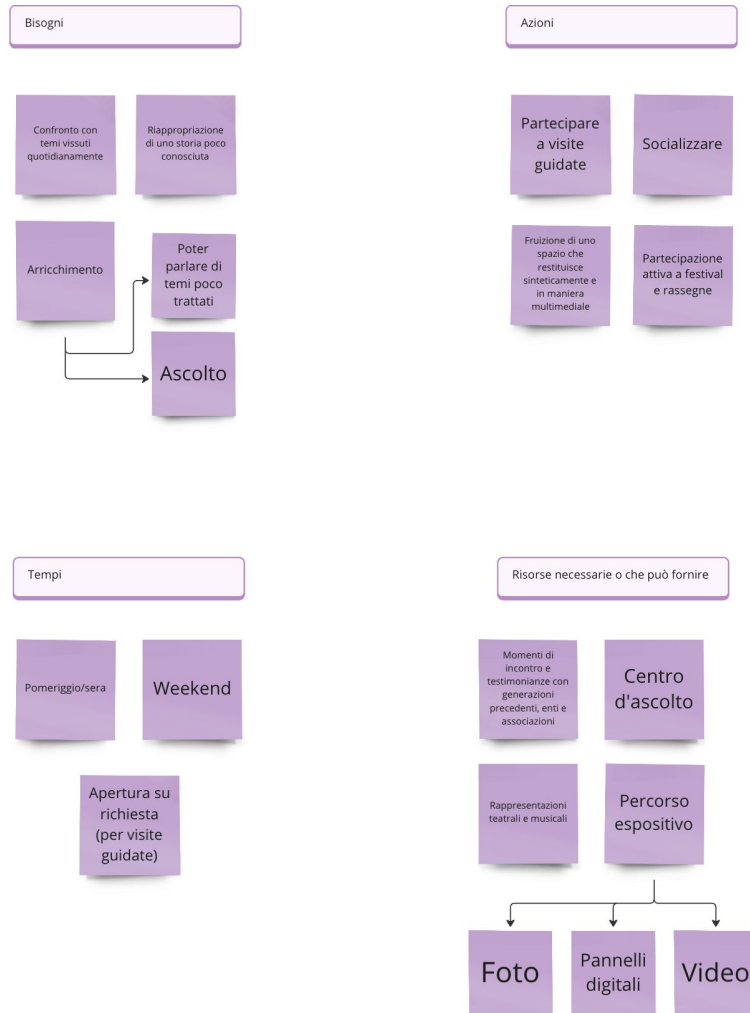 Bisogni
Confronto con
temi vissuti
quotidianamente
Riappropriazione
di uno storia poco
conosciuta
Arricchimento
Poter
parlare di
temi poco
trattati
Ascolto
Azioni
Partecipare
a visite
guidate
Socializzare
Fruizione di uno
spazio che
restituisce
sinteticamente e
in maniera
multimediale
Partecipazione
attiva a festival
e rassegne
Tempi
Pomeriggio/sera
Weekend
Apertura su
richiesta
(per visite
guidate)
Risorse necessarie o che può fornire
Momenti di
incontro e
testimonianze con
generazioni
precedenti, enti e
associazioni
Centro
d'ascolto
Rappresentazioni
teatrali e musicali
Percorso
espositivo
Foto
Pannelli
digitali
Video